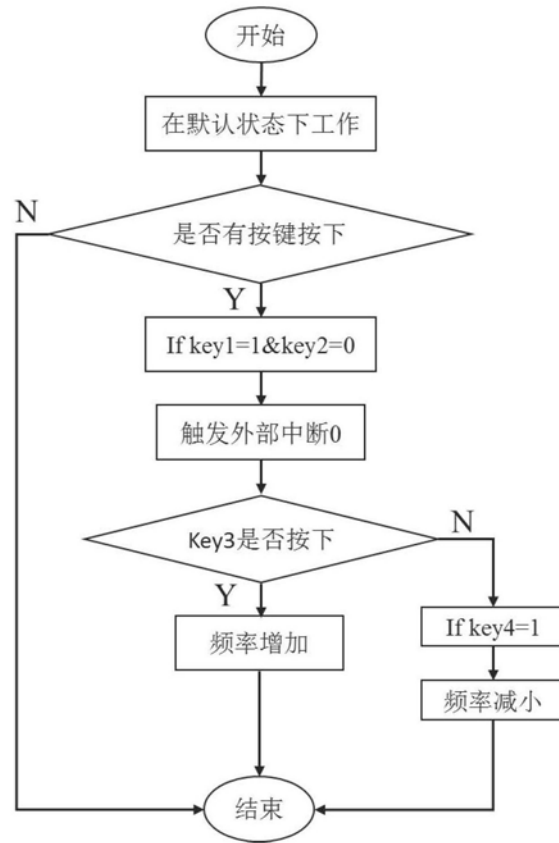 开始
在默认状态下工作
N
是否有按键按下
Y
If key1=1&key2=0
触发外部中断0
N
Key3是否按下
Y
If key4=1
频率增加
频率减小
结束